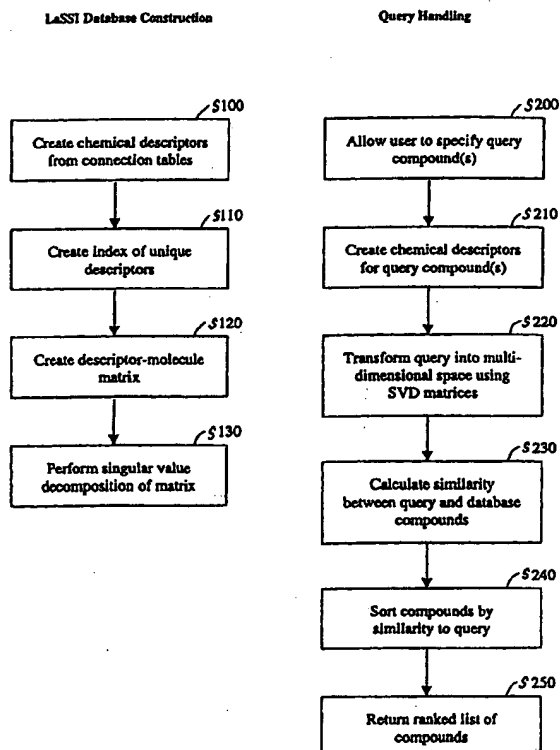 LaSSI Database Construction
S100
Create chemical descriptors
from connection tables
S110
Create index of unique
descriptors
S120
Create descriptor-molecule
matrix
S130
Perform singular value
decomposition of matrix
Query Handling
S200
Allow user to specify query
compound(s)
S210
Create chemical descriptors
for query compound(s)
S220
Transform query into multi-
dimensional space using
SVD matrices
S230
Calculate similarity
between query and database
compounds
S240
Sort compounds by
similarity to query
S250
Return ranked list of
compounds